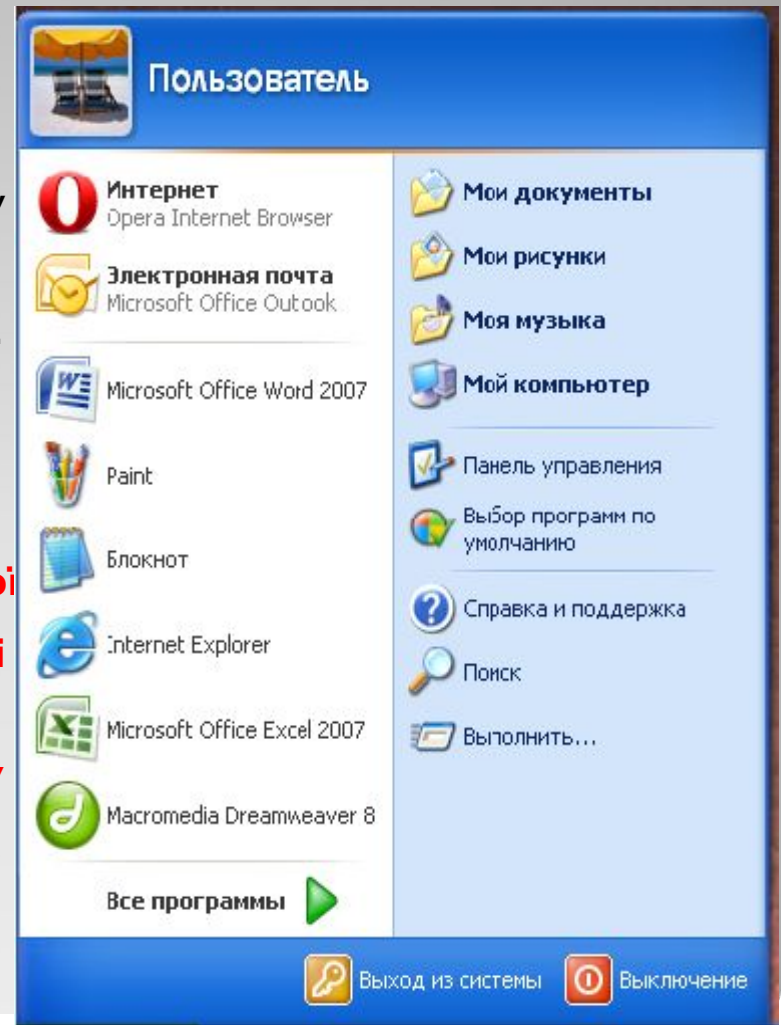 Пользователь
Интернет
Opera Internet Browser
Электронная почта
Microsoft Office Outook
Microsoft Office Word 2007
Paint
Блокнот
Internet Explorer
Microsoft Office Excel 2007
Macromedia Dreamweaver 8
Все программы
Мои документы
Мои рисунки
Моя музыка
Мой компьютер
Панель управления
Выбор программ по
умолчанию
Справка и поддержка
Поиск
Выполнить...
Выход из системы
Выключение